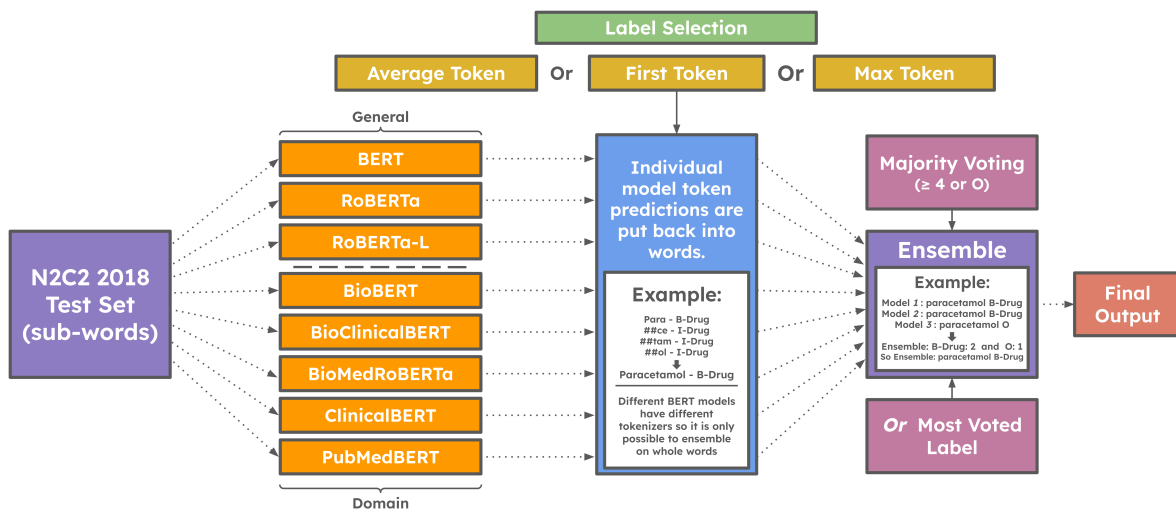 Label Selection
Average Token Or First Token Or Max Token
General
BERT
RoBERTa
RoBERTa-L
BioBERT
BioClinicalBERT
BioMedRoBERTa
ClinicalBERT
PubMedBERT
Domain
N2C2 2018
Test Set
(sub-words)
Individual
model token
predictions are
put back into
words.
Example:
Para - B-Drug
##ce - I-Drug
##tam - I-Drug
##ol - I-Drug
Paracetamol - B-Drug
Different BERT models
have different
tokenizers so it is only
possible to ensemble
on whole words
Majority Voting
(≥ 4 or O)
Ensemble
Example:
Model 1 : paracetamol B-Drug
Model 2 : paracetamol B-Drug
Model 3 : paracetamol O
Ensemble: B-Drug: 2 and O: 1
So Ensemble: paracetamol B-Drug
Or Most Voted
Label
Final
Output